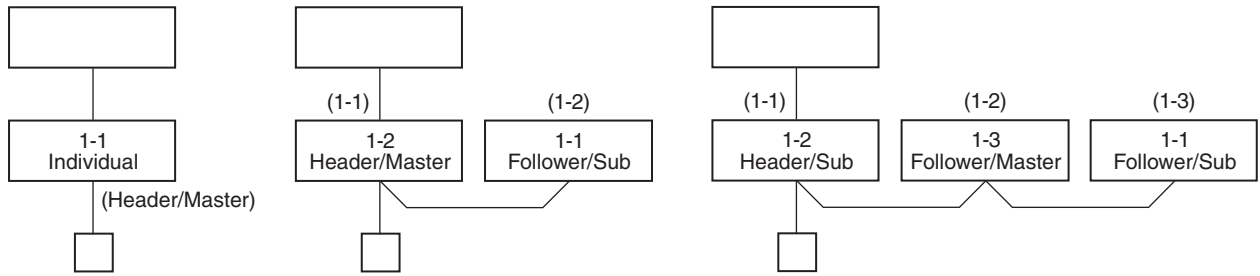 1-1
Individual
(Header/Master)
(1-1)
(1-2)
1-2
Header/Master
1-1
Follower/Sub
(1-1)
(1-2)
(1-3)
1-2
Header/Sub
1-3
Follower/Master
1-1
Follower/Sub